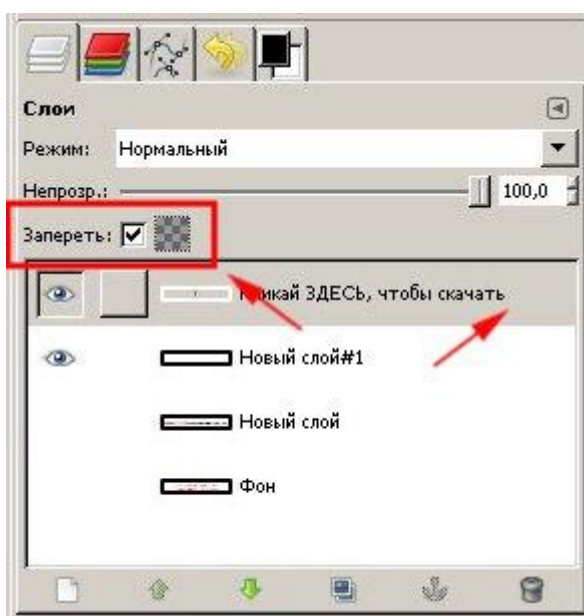 Слои
Режим: Нормальный
Непрозр.: 100,0
Запереть:
ЗДЕСЬ, чтобы скачать
Новый слой#1
Новый слой
Фон